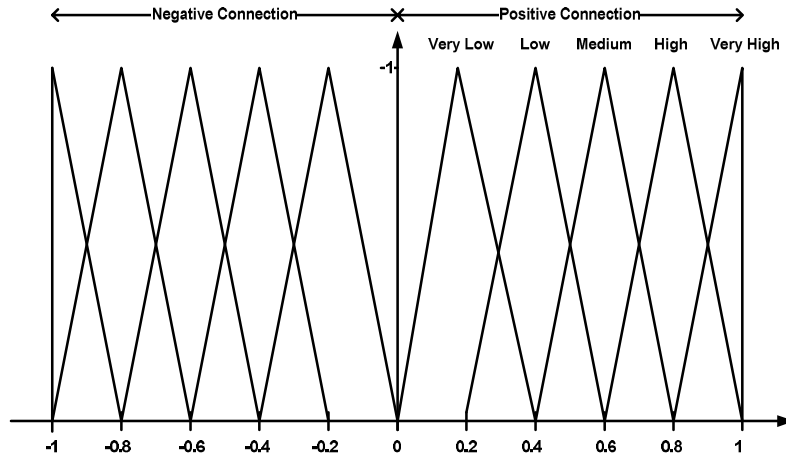 Negative Connection Positive Connection
Very Low Low Medium High Very High
-1
-1 -0.8 -0.6 -0.4 -0.2 0 0.2 0.4 0.6 0.8 1